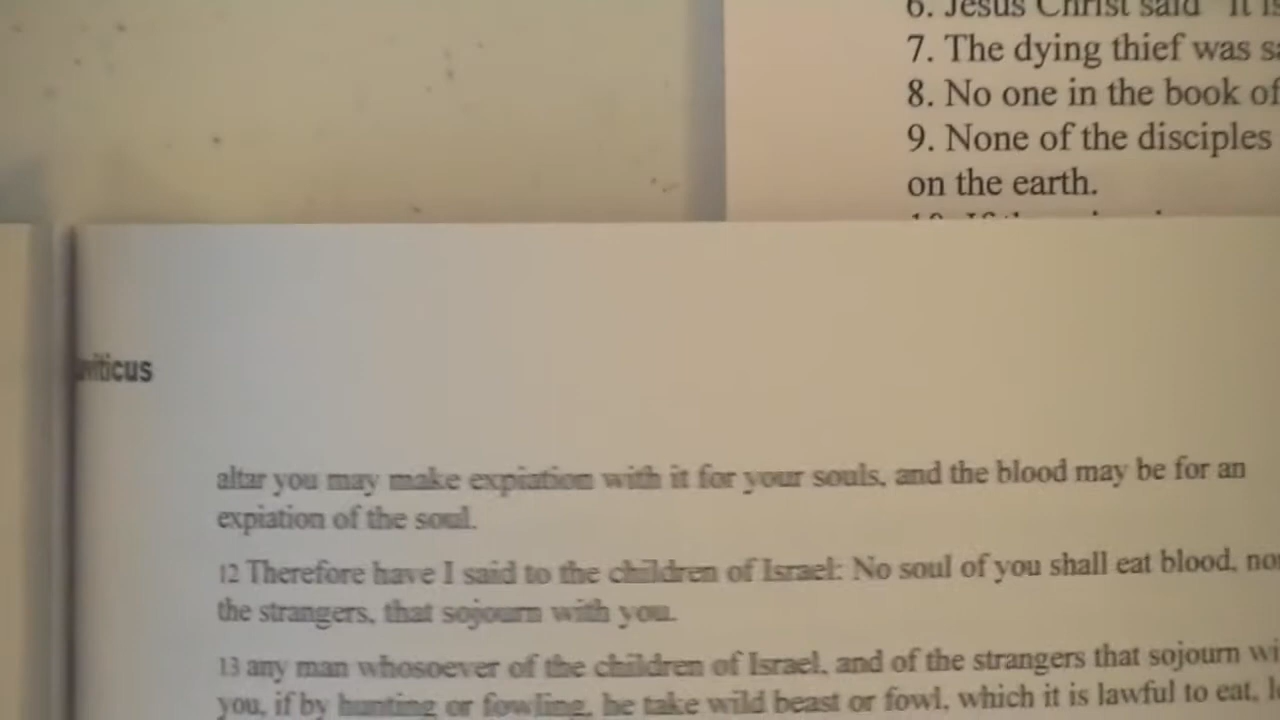 6. Jesus Christ said "It is
7. The dying thief was sa
8. No one in the book of
9. None of the disciples
on the earth.
viticus
altar you may make expiation with it for your souls, and the blood may be for an
expiation of the soul.
12 Therefore have I said to the children of Israel: No soul of you shall eat blood, nor
the strangers, that sojourn with you.
13 any man whosoever of the children of Israel, and of the strangers that sojourn wi
you, if by hunting or fowling, he take wild beast or fowl, which it is lawful to eat, l